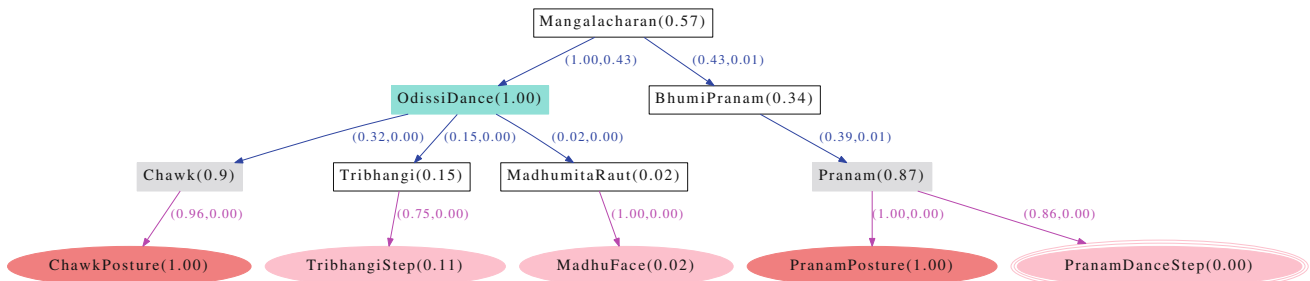 Mangalacharan(0.57)
(1.00,0.43) (0.43,0.01)
OdissiDance(1.00) BhumiPranam(0.34)
(0.32,0.00) (0.15,0.00) (0.02,0.00) (0.39,0.01)
Chawk(0.9) Tribhangi(0.15) MadhumitaRaut(0.02) Pranam(0.87)
(0.96,0.00) (0.75,0.00) (1.00,0.00) (1.00,0.00) (0.86,0.00)
ChawkPosture(1.00) TribhangiStep(0.11) MadhuFace(0.02) PranamPosture(1.00) PranamDanceStep(0.00)